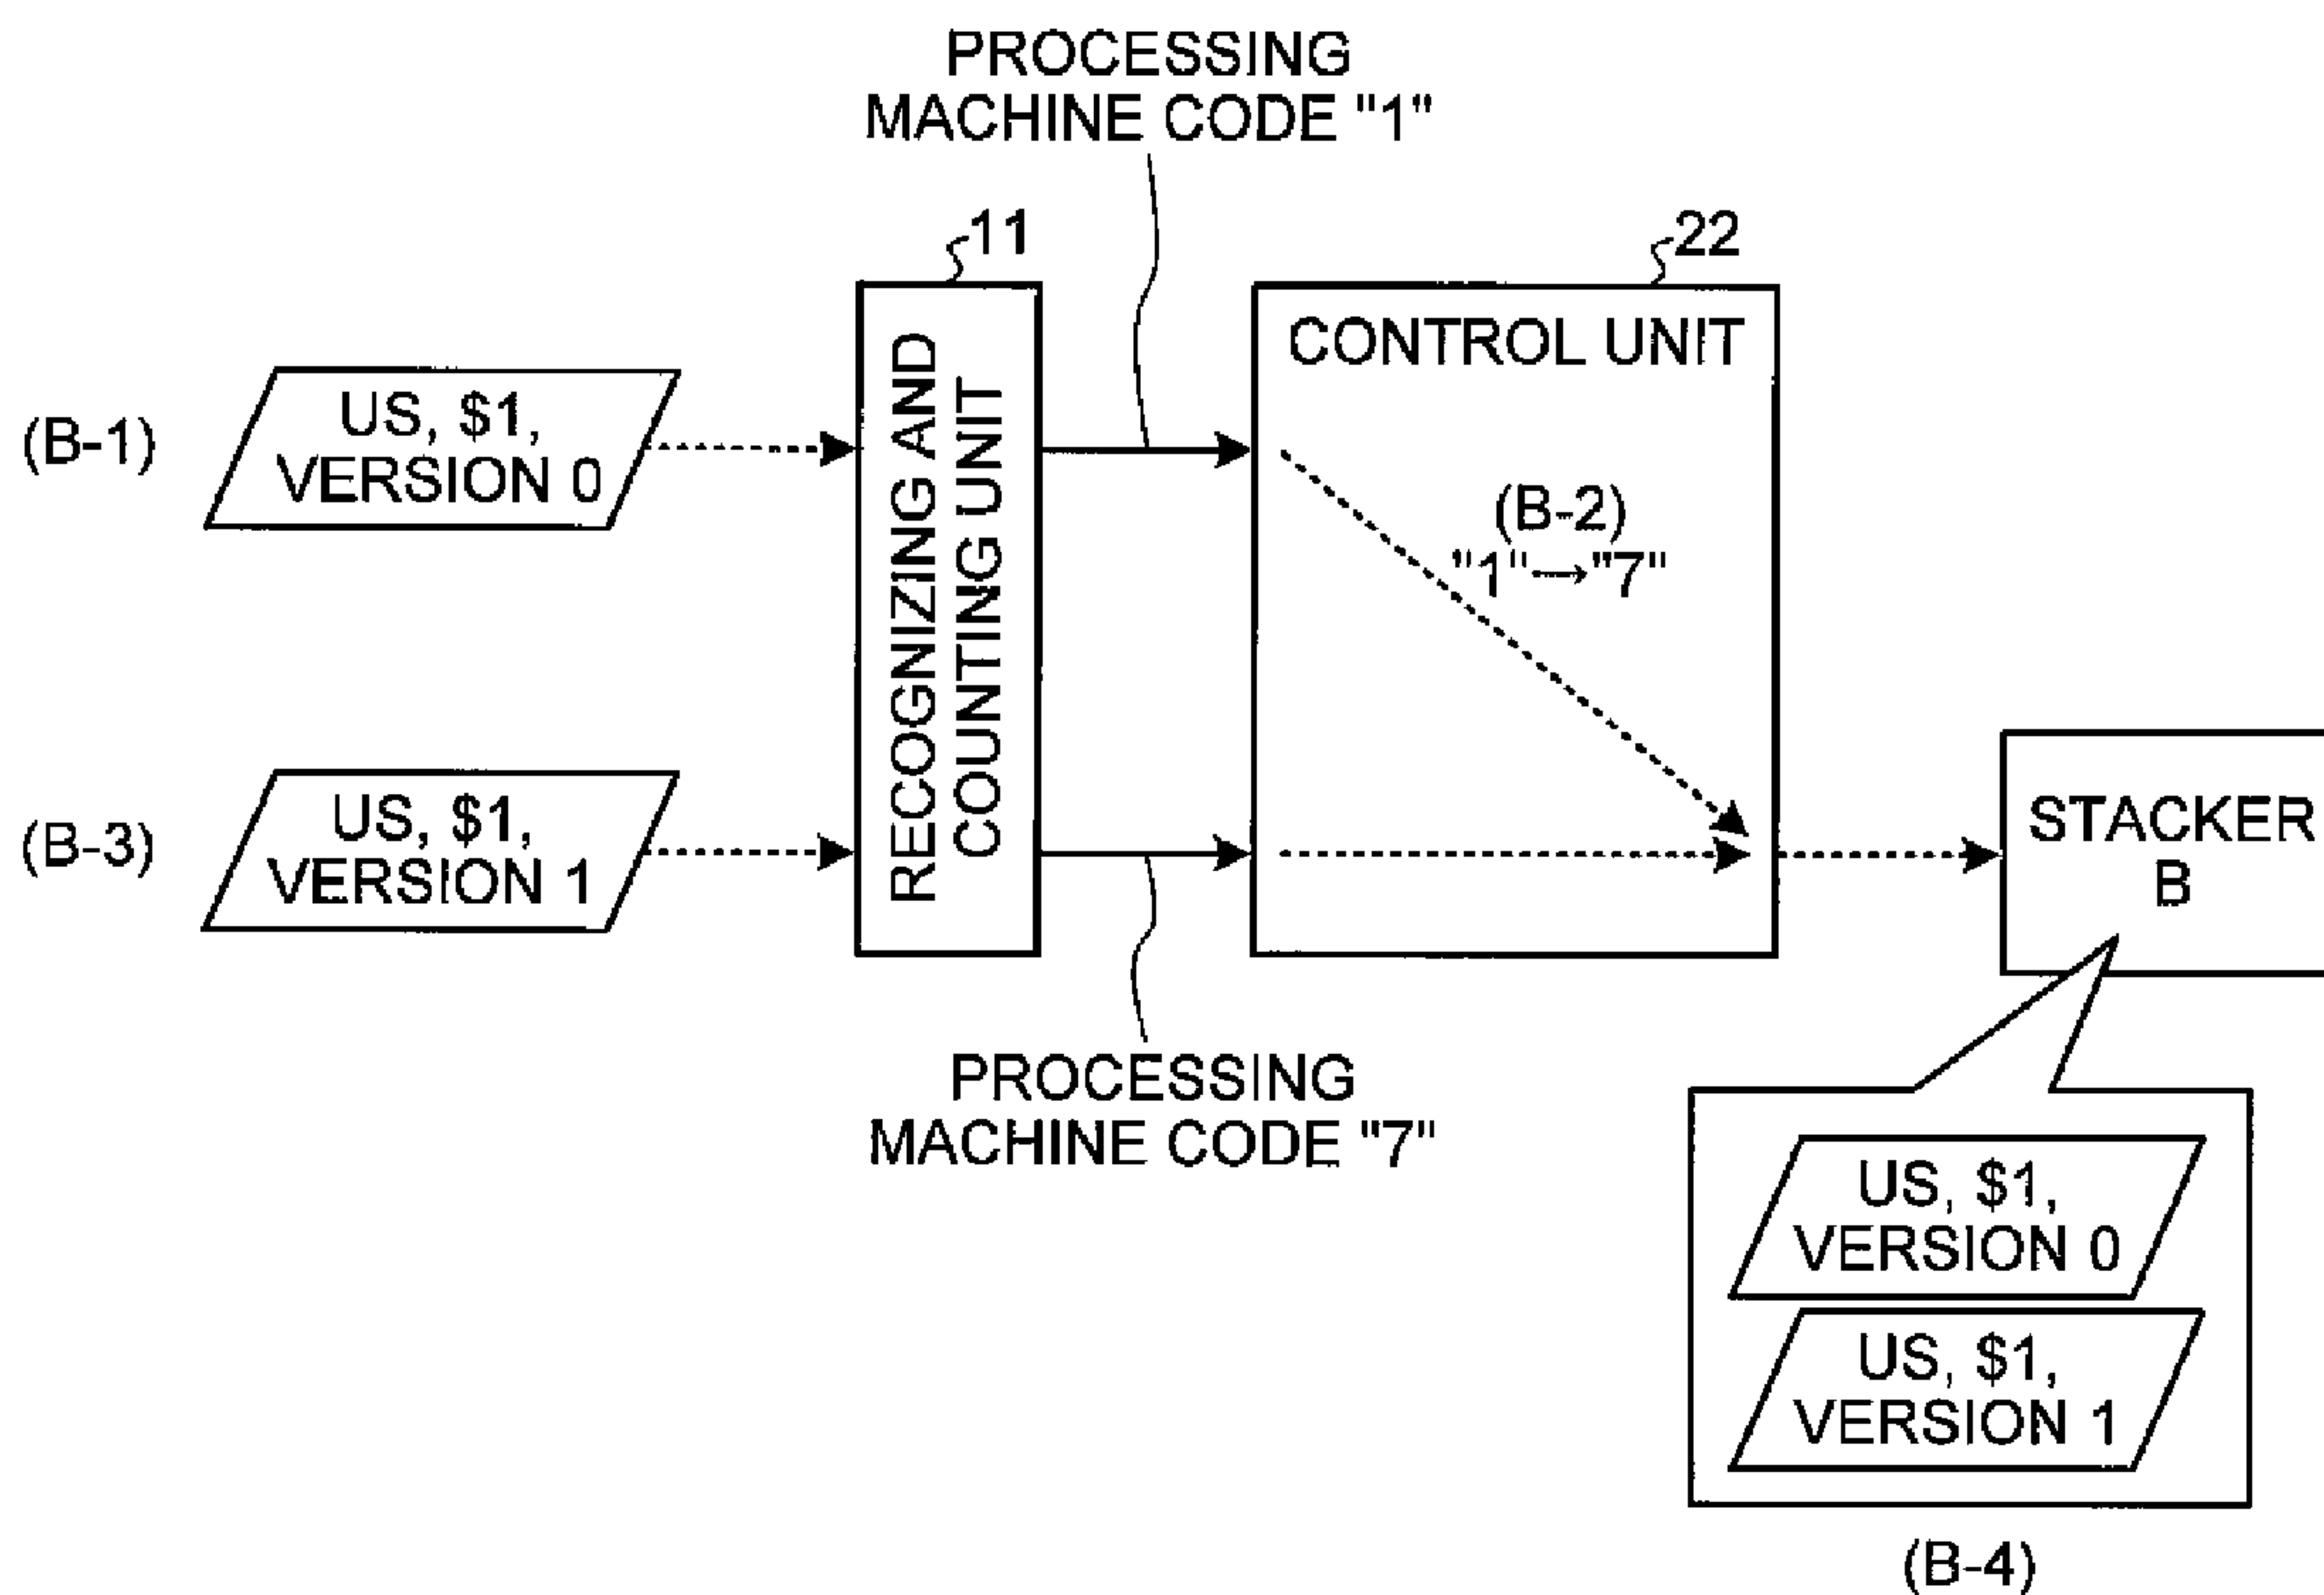 PROCESSING
MACHINE CODE "1"
11
22
CONTROL UNIT
RECOGNIZING AND
COUNTING UNIT
(B-1)
US, $1,
VERSION 0
(B-2)
"1"→"7"
(B-3)
US, $1,
VERSION 1
STACKER
B
PROCESSING
MACHINE CODE "7"
US, $1,
VERSION 0
US, $1,
VERSION 1
(B-4)